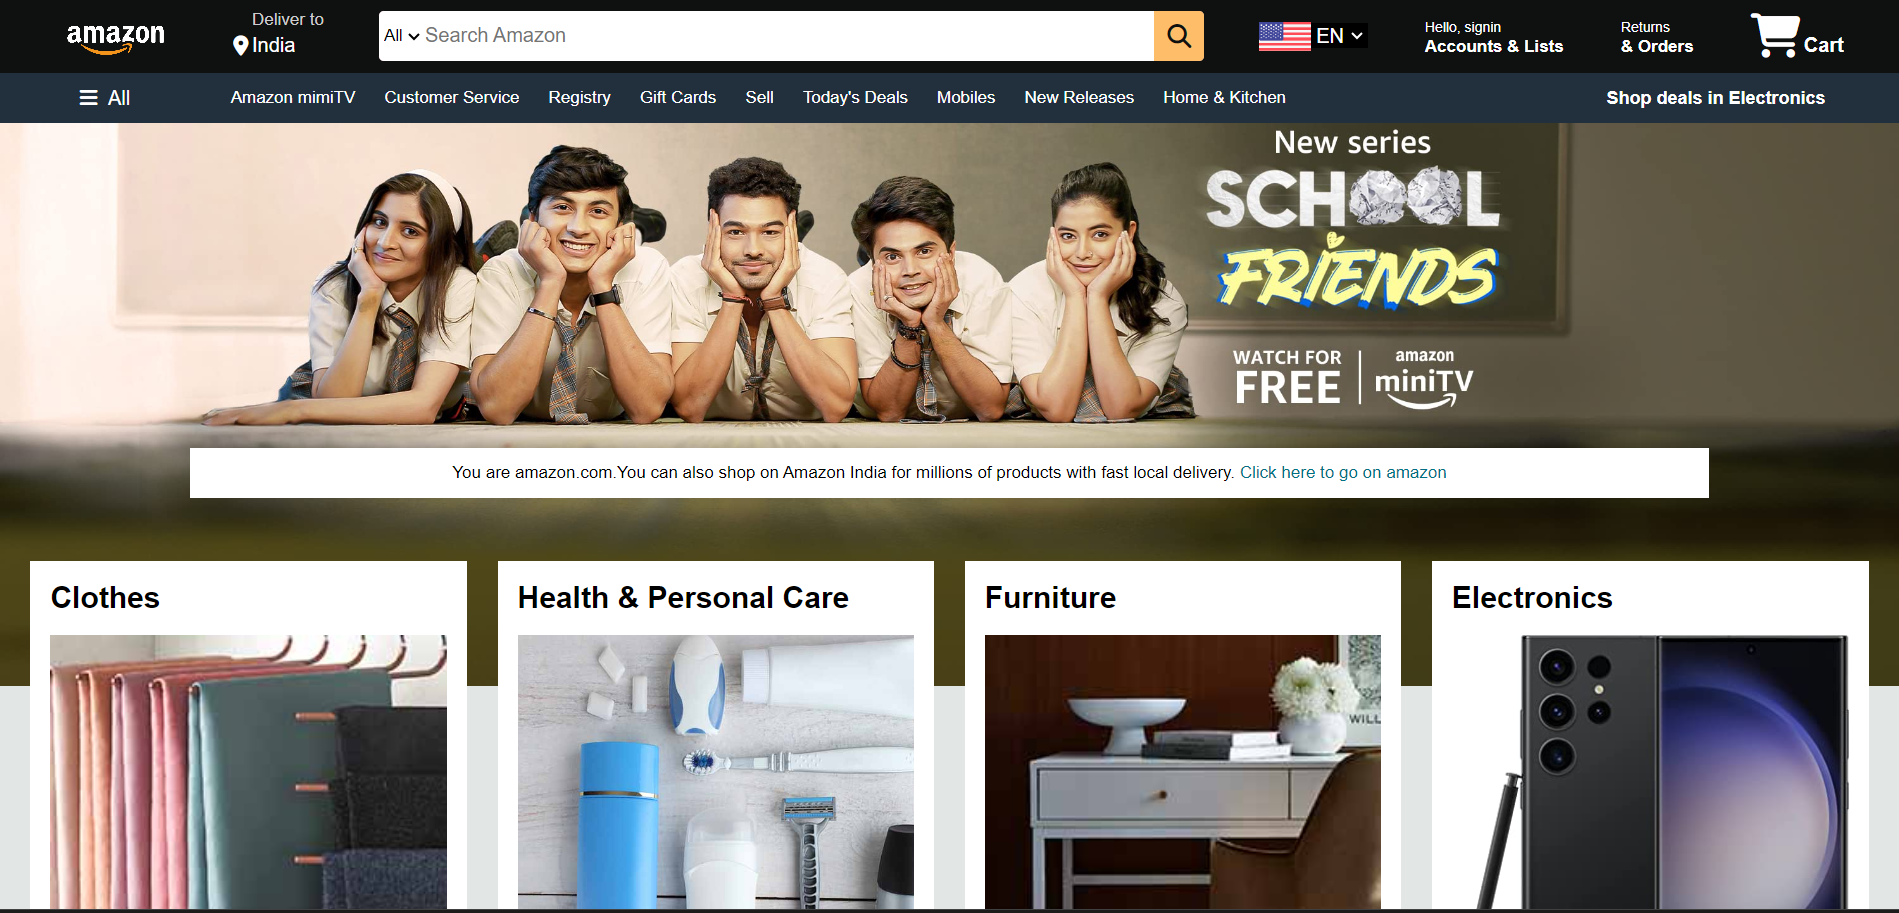 amazon
Deliver to
India
All
Search Amazon
EN
Hello, signin
Accounts & Lists
Returns
& Orders
Cart
All
Amazon mimiTV
Customer Service
Registry
Gift Cards
Sell
Today's Deals
Mobiles
New Releases
Home & Kitchen
Shop deals in Electronics
New series
SCHOOL
FRIENDS
WATCH FOR
FREE
amazon
miniTV
You are amazon.com.You can also shop on Amazon India for millions of products with fast local delivery. Click here to go on amazon
Clothes
Health & Personal Care
Furniture
Electronics
WILL